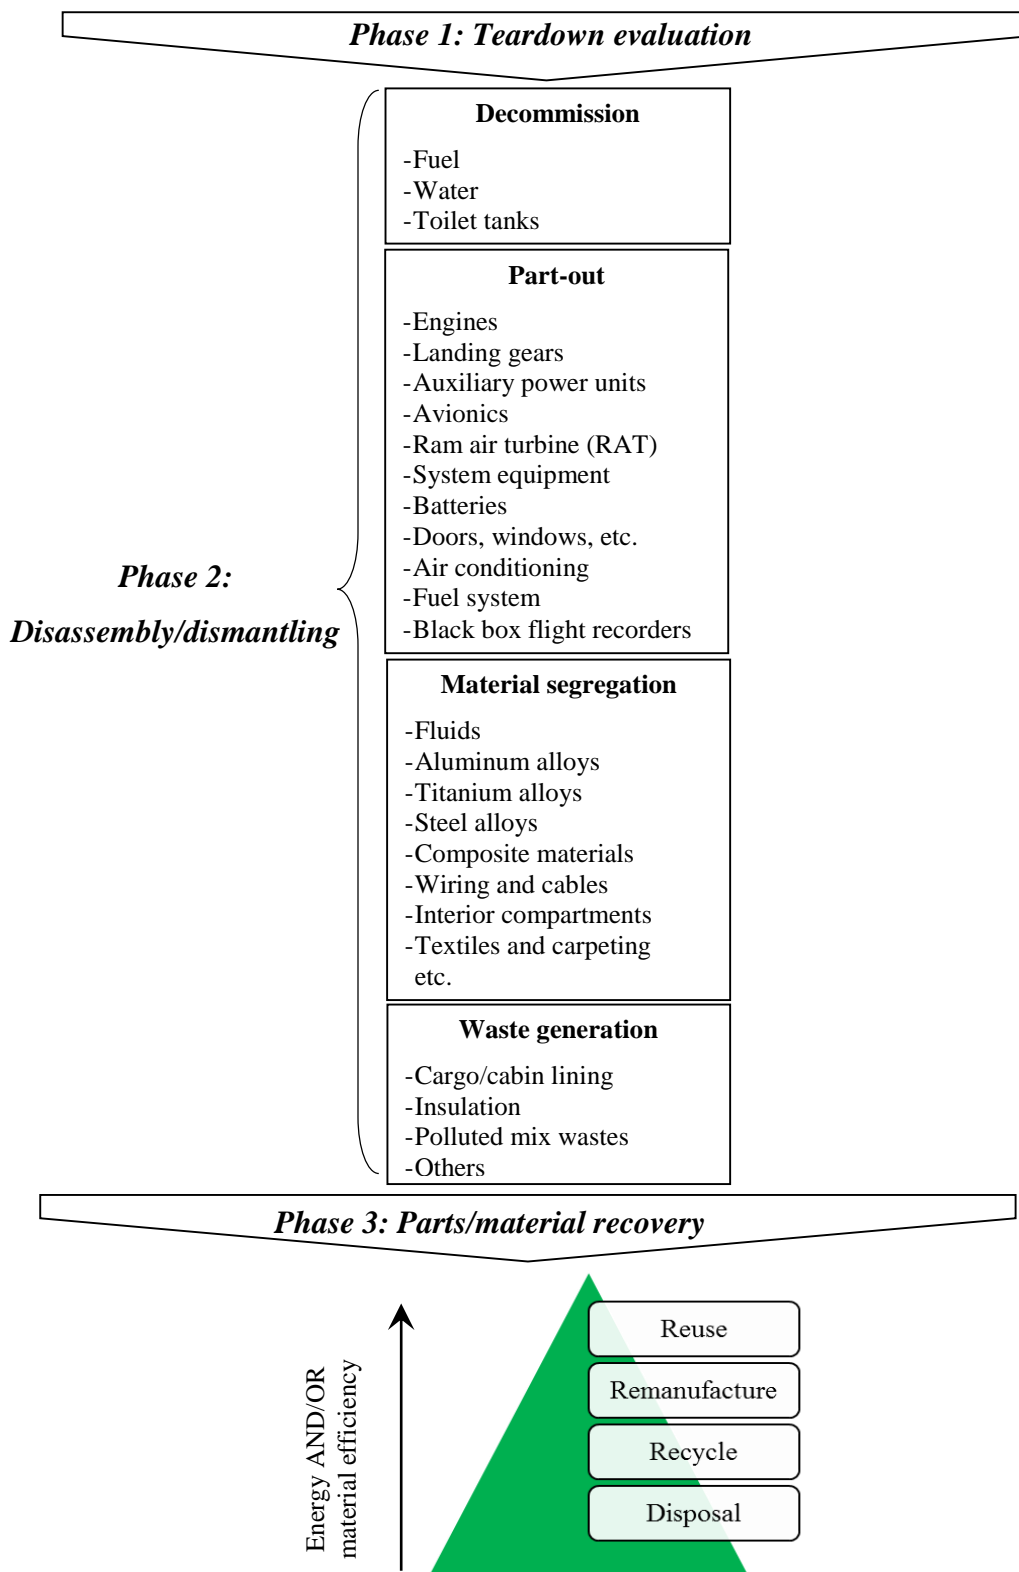 Phase 1: Teardown evaluation
Decommission
-Fuel
-Water
-Toilet tanks
Part-out
-Engines
-Landing gears
-Auxiliary power units
-Avionics
-Ram air turbine (RAT)
-System equipment
-Batteries
-Doors, windows, etc.
-Air conditioning
-Fuel system
-Black box flight recorders
Phase 2:
Disassembly/dismantling
Material segregation
-Fluids
-Aluminum alloys
-Titanium alloys
-Steel alloys
-Composite materials
-Wiring and cables
-Interior compartments
-Textiles and carpeting
etc.
Waste generation
-Cargo/cabin lining
-Insulation
-Polluted mix wastes
-Others
Phase 3: Parts/material recovery
Energy AND/OR
material efficiency
Reuse
Remanufacture
Recycle
Disposal